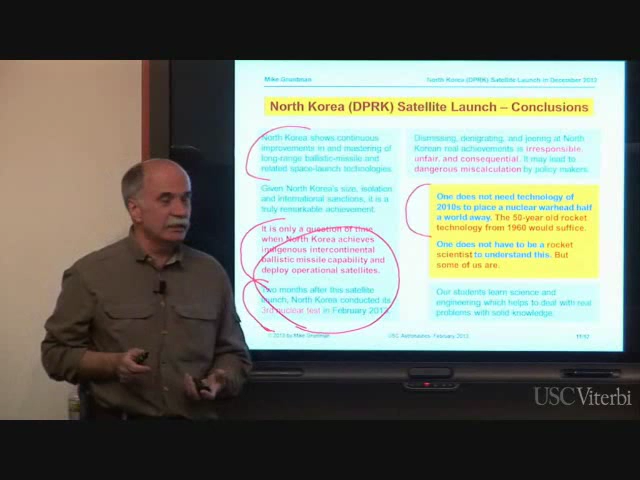 Mike Gruntman
North Korea (DPRK) Satellite Launch in December 2012
North Korea (DPRK) Satellite Launch – Conclusions
North Korea shows continuous
improvements in and mastering of
long-range ballistic-missile and
related space-launch technologies.
Given North Korea's size, isolation
and international sanctions, it is a
truly remarkable achievement.
It is only a question of time
when North Korea achieves
indigenous intercontinental
ballistic missile capability and
deploy operational satellites.
Two months after this satellite
launch, North Korea conducted its
3rd nuclear test in February 2013.
Dismissing, denigrating, and jeering at North
Korean real achievements is irresponsible,
unfair, and consequential. It may lead to
dangerous miscalculation by policy makers.
One does not need technology of
2010s to place a nuclear warhead half
a world away. The 50-year old rocket
technology from 1960 would suffice.
One does not have to be a rocket
scientist to understand this. But
some of us are.
Our students learn science and
engineering which helps to deal with real
problems with solid knowledge.
© 2013 by Mike Gruntman
USC Astronautics February 2013
11/12
USC Viterbi